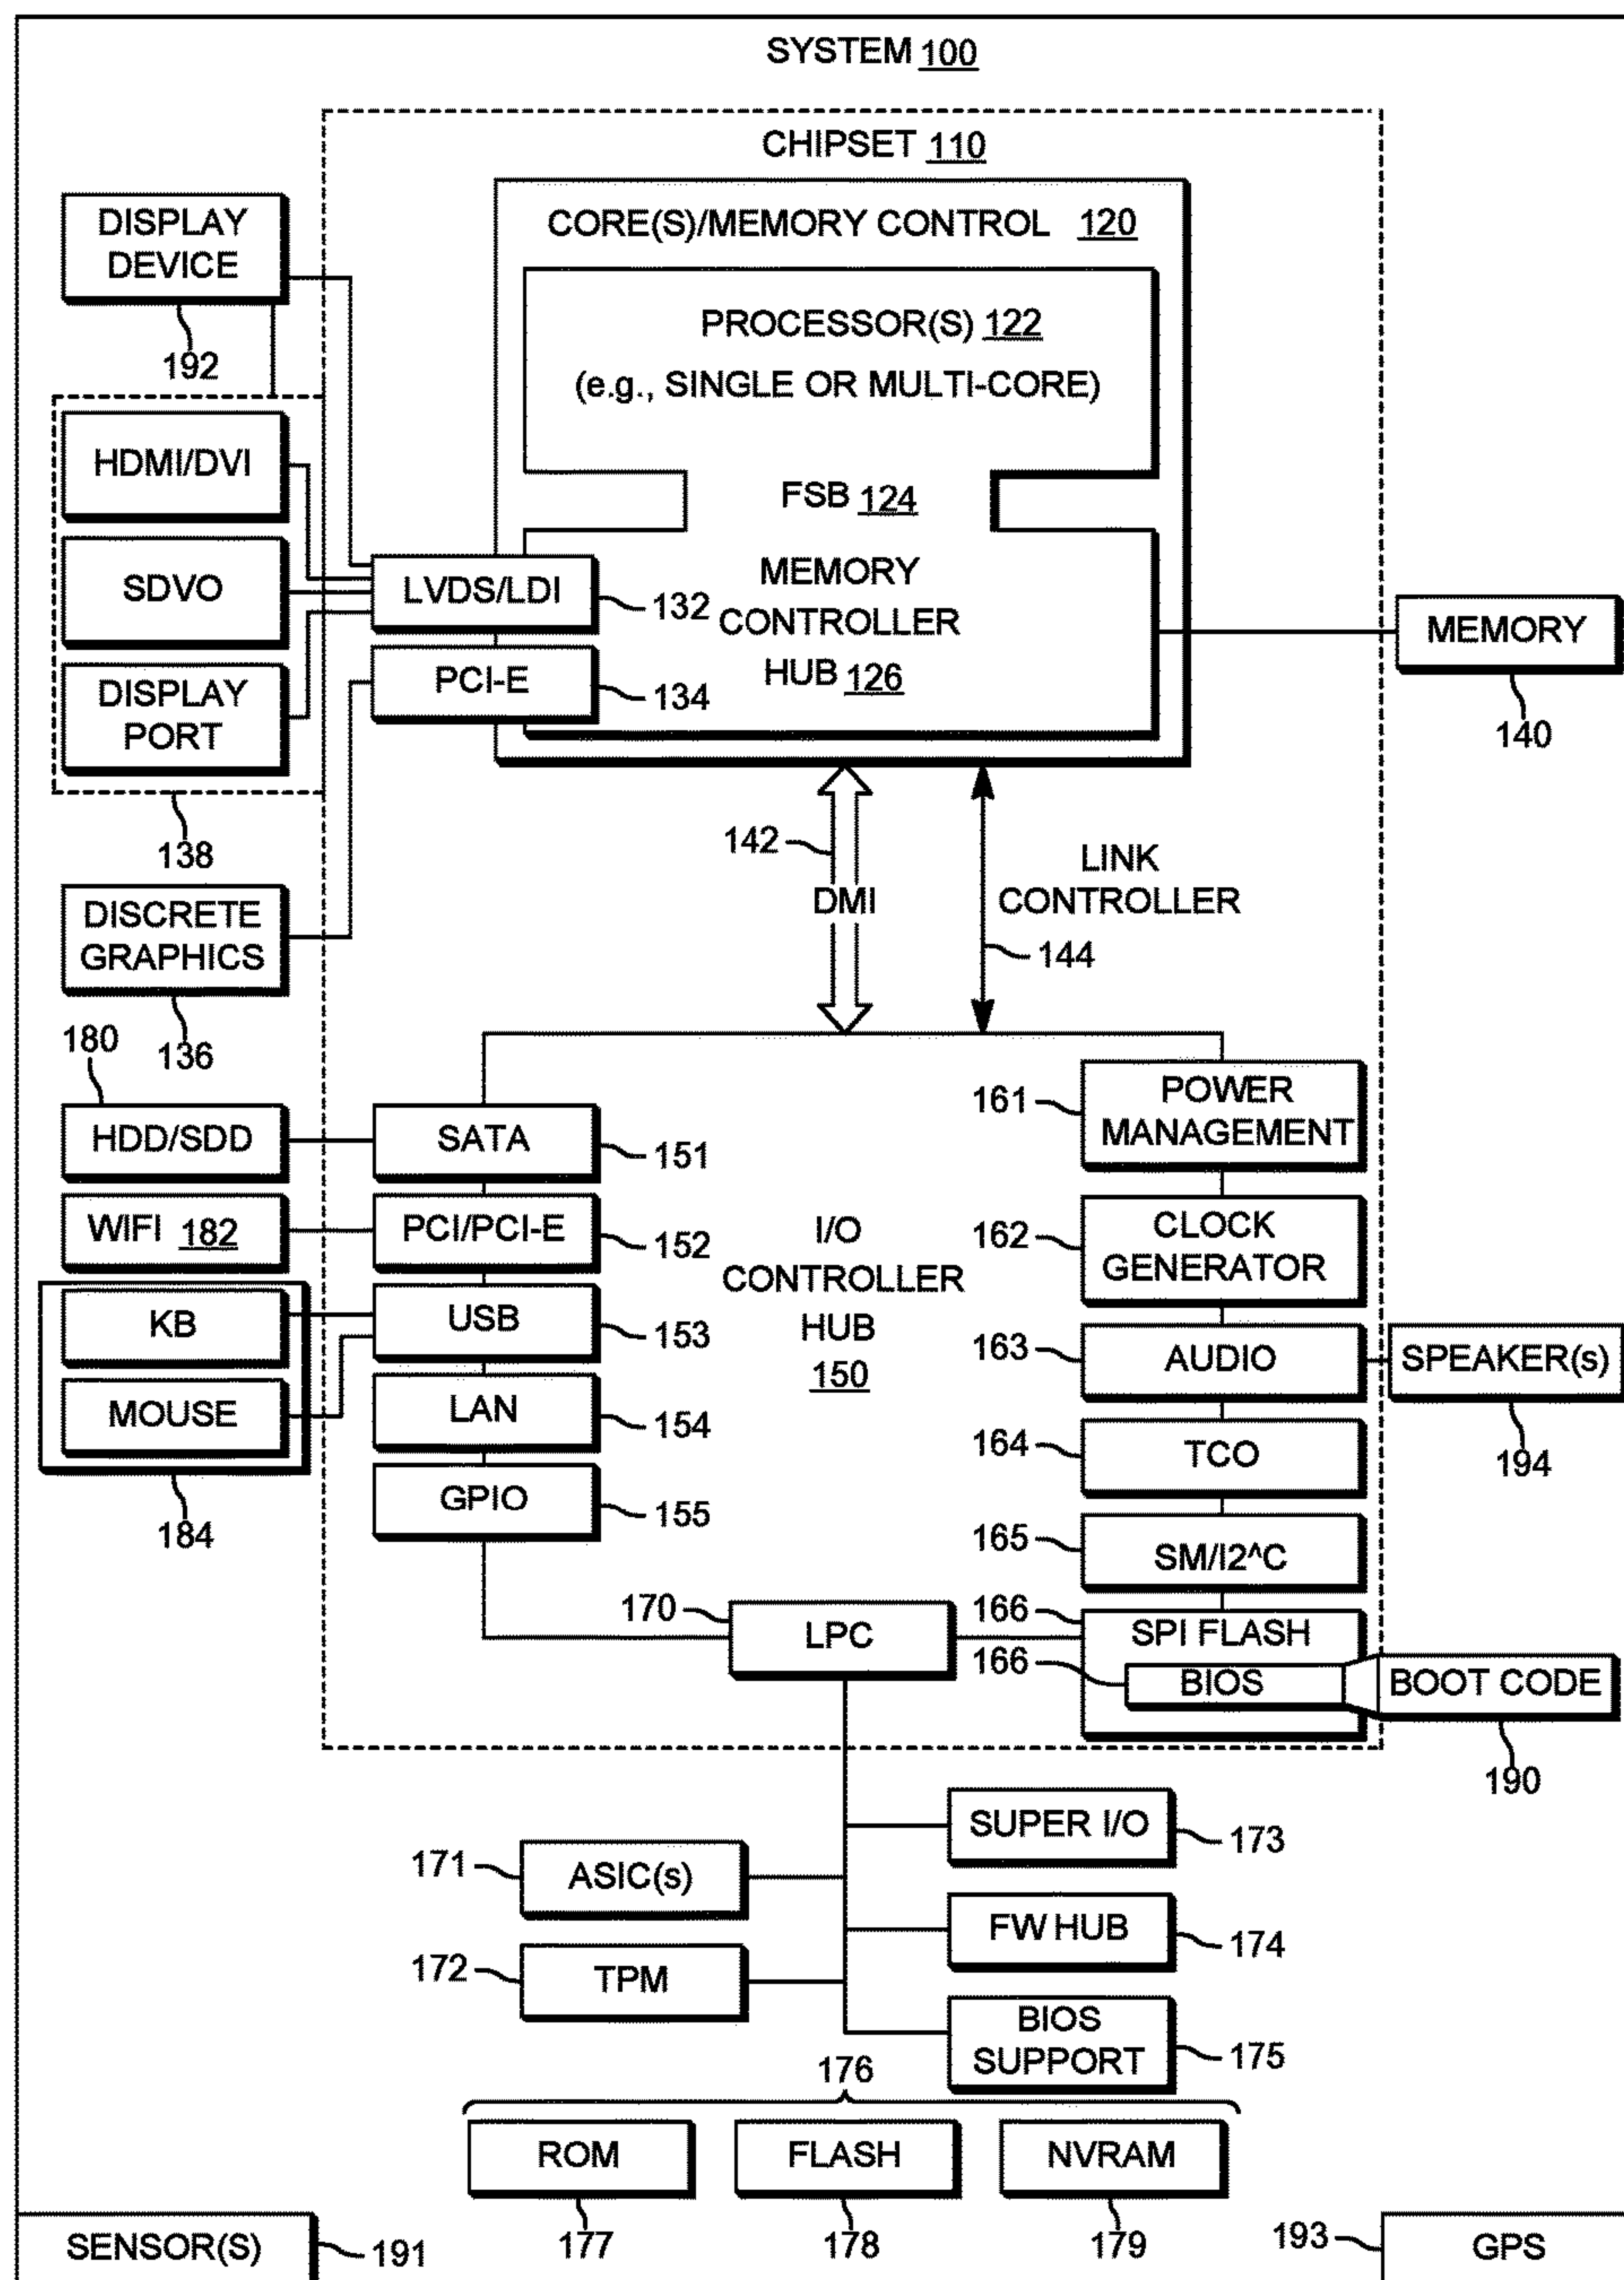 SYSTEM 100
CHIPSET 110
CORE(S)/MEMORY CONTROL 120
PROCESSOR(S) 122
(e.g., SINGLE OR MULTI-CORE)
FSB 124
MEMORY
CONTROLLER
HUB 126
DISPLAY
DEVICE
192
HDMI/DVI
SDVO
DISPLAY
PORT
138
LVDS/LDI
132
PCI-E
134
MEMORY
140
DISCRETE
GRAPHICS
136
142
DMI
LINK
CONTROLLER
144
180
HDD/SDD
WIFI 182
KB
MOUSE
184
SATA
151
PCI/PCI-E
152
USB
153
LAN
154
GPIO
155
I/O
CONTROLLER
HUB
150
161
POWER
MANAGEMENT
162
CLOCK
GENERATOR
163
AUDIO
SPEAKER(s)
194
164
TCO
165
SM/I2^C
166
SPI FLASH
166
BIOS
BOOT CODE
190
170
LPC
171
ASIC(s)
172
TPM
SUPER I/O
173
FW HUB
174
BIOS
SUPPORT
175
176
ROM
177
FLASH
178
NVRAM
179
SENSOR(S)
191
193
GPS